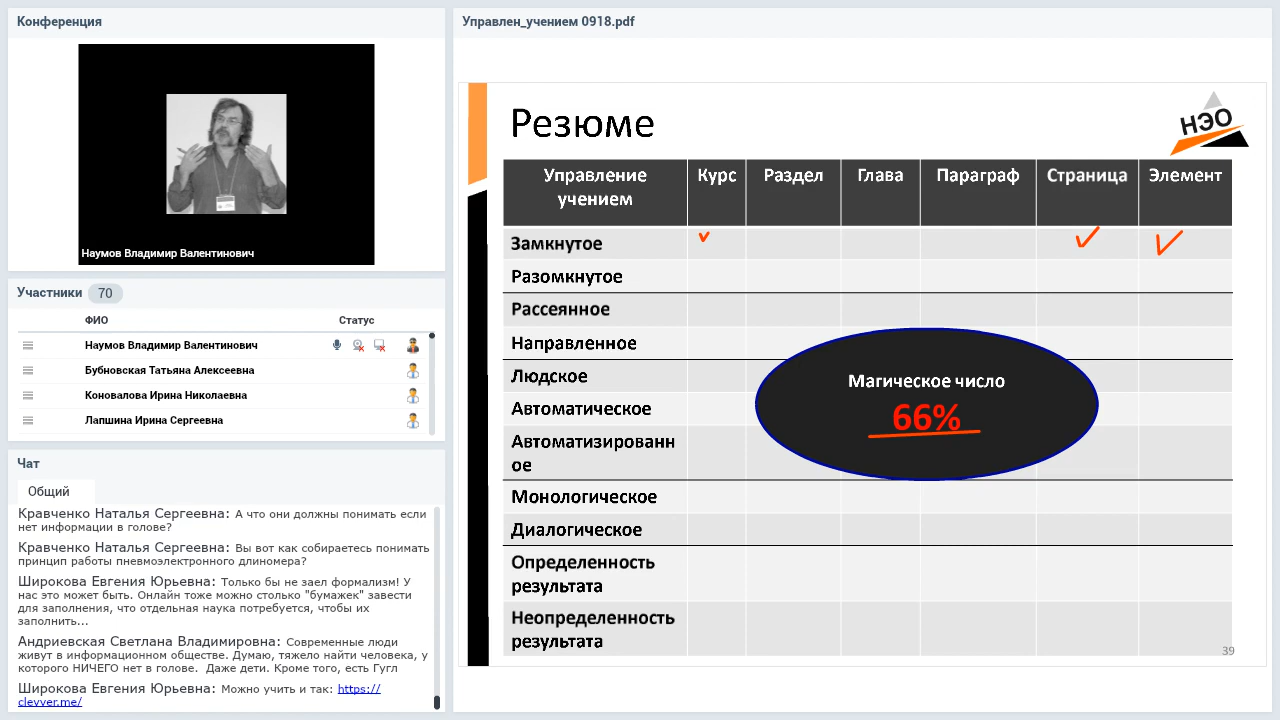 Конференция
Наумов Владимир Валентинович
Участники 70
ФИО Статус
Наумов Владимир Валентинович
Бубновская Татьяна Алексеевна
Коновалова Ирина Николаевна
Лапшина Ирина Сергеевна
Чат
Общий
Кравченко Наталья Сергеевна: А что они должны понимать если
нет информации в голове?
Кравченко Наталья Сергеевна: Вы вот как собираетесь понимать
принцип работы пневмоэлектронного длиномера?
Широкова Евгения Юрьевна: Только бы не заел формализм! У
нас это может быть. Онлайн тоже можно столько "бумажек" завести
для заполнения, что отдельная наука потребуется, чтобы их
заполнить...
Андриевская Светлана Владимировна: Современные люди
живут в информационном обществе. Думаю, тяжело найти человека, у
которого НИЧЕГО нет в голове. Даже дети. Кроме того, есть Гугл
Широкова Евгения Юрьевна: Можно учить и так: https://
clevver.me/
Управлен_учением 0918.pdf
Резюме
НЭО
Управление
учением
Курс Раздел Глава Параграф Страница Элемент
Замкнутое
Разомкнутое
Рассеянное
Направленное
Людское
Автоматическое
Автоматизированн
ое
Монологическое
Диалогическое
Определенность
результата
Неопределенность
результата
Магическое число
66%
39